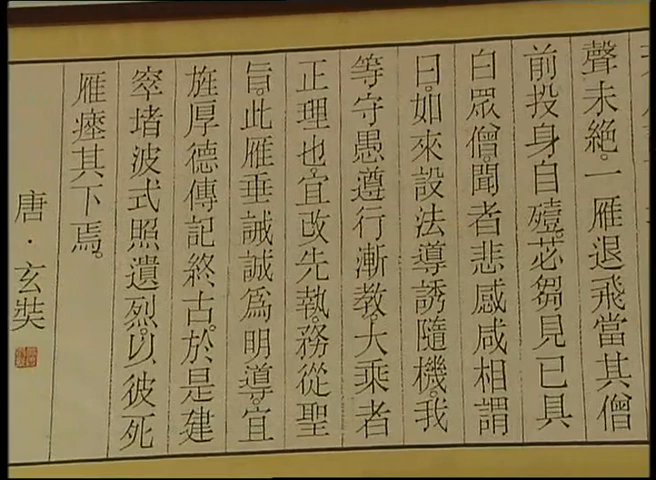 聲未絕。一雁退飛當其僧
前投身自殪。苾芻見已具
白眾僧。聞者悲感咸相謂
曰。如來設法導誘隨機。我
等守愚遵行漸教。大乘者
正理也宜改先執。務從聖
旨。此雁垂誡誠為明導。宜
旌厚德傳記終古。於是建
窣堵波式照遺烈。以彼死
雁瘞其下焉。
唐·玄奘